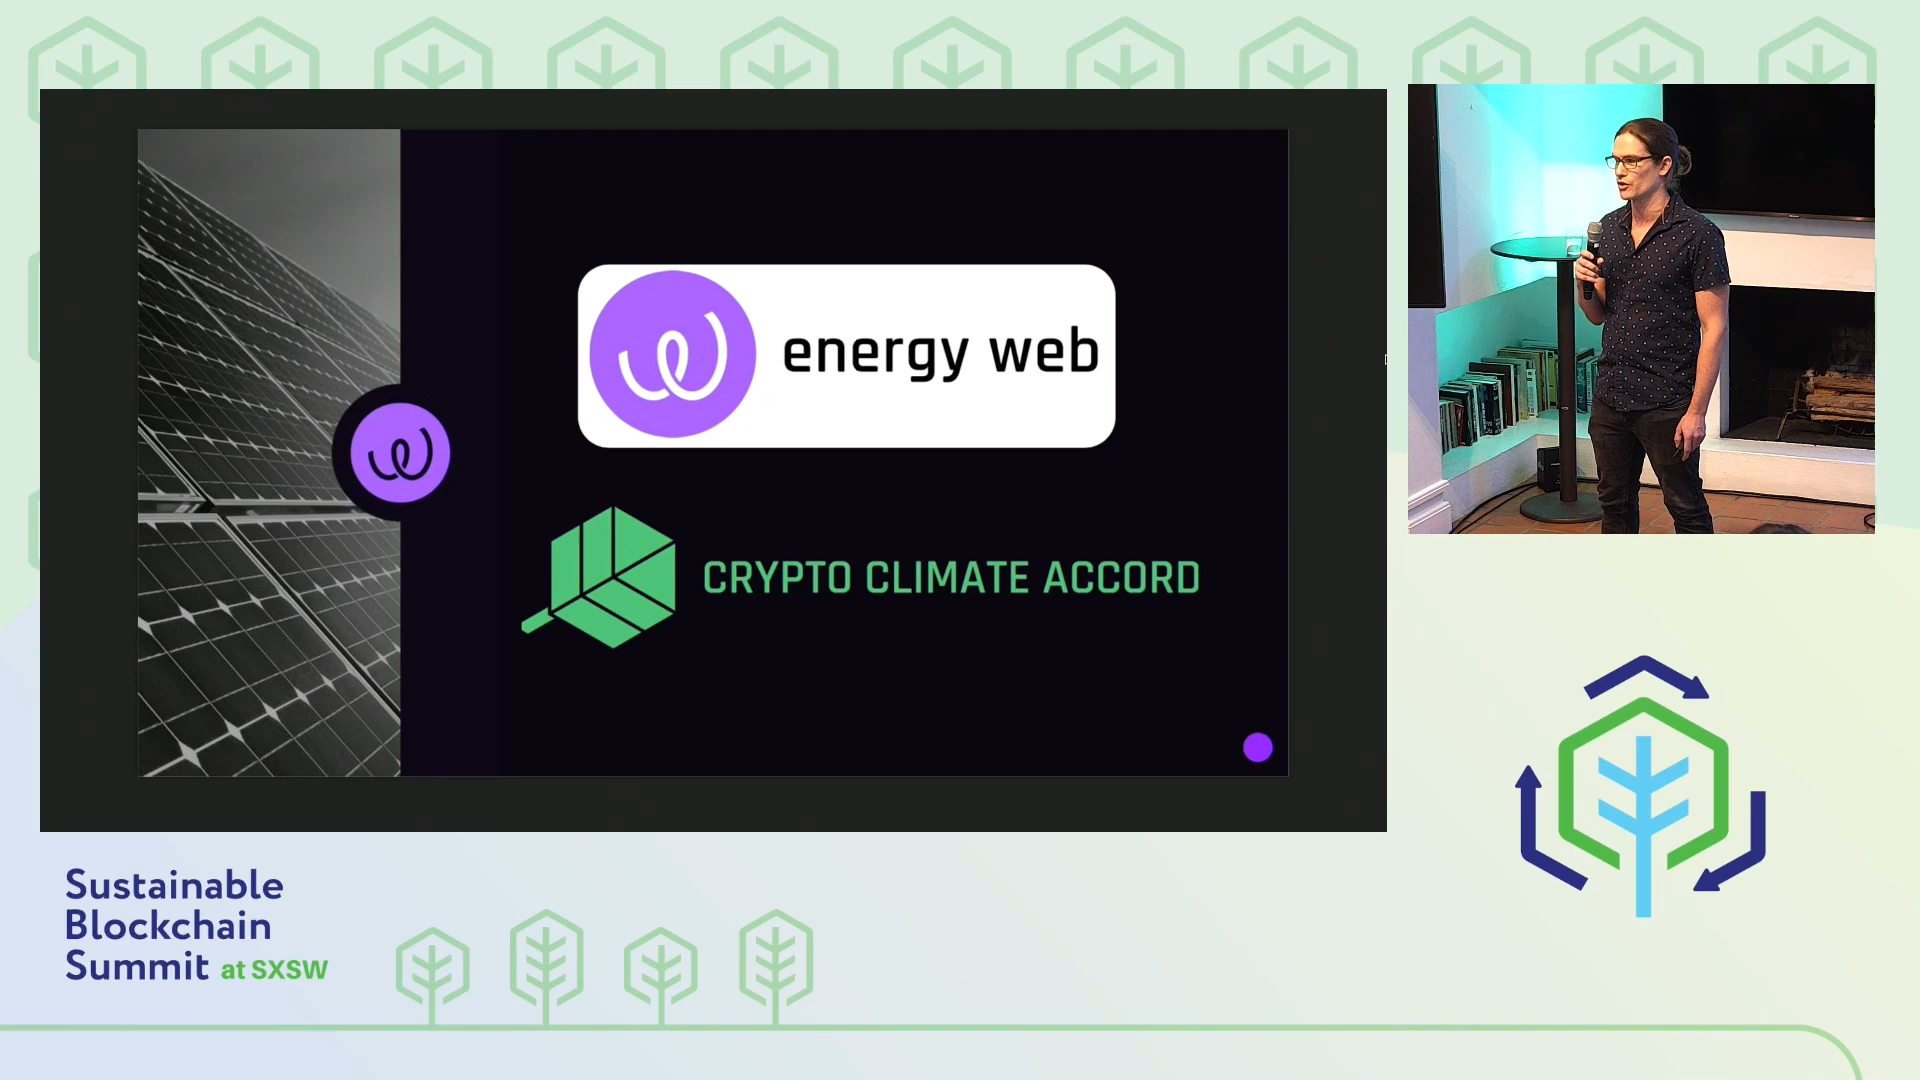 energy web
CRYPTO CLIMATE ACCORD
Sustainable
Blockchain
Summit at SXSW